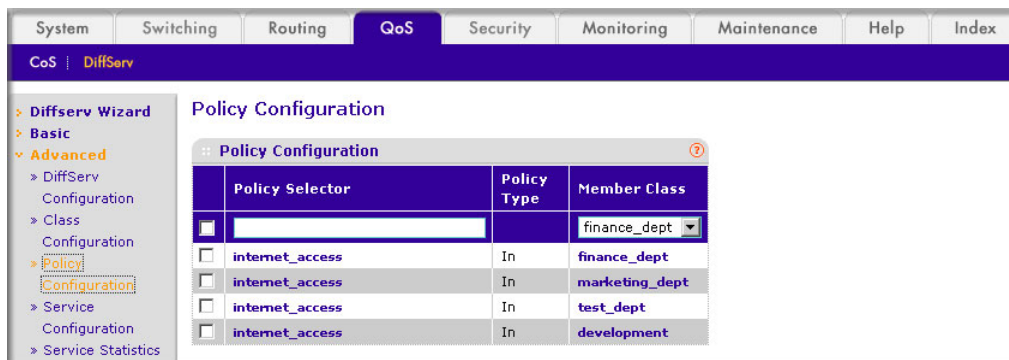 System Switching Routing QoS Security Monitoring Maintenance Help Index
CoS | DiffServ
Diffserv Wizard
Basic
Advanced
» DiffServ
Configuration
» Class
Configuration
» Policy
Configuration
» Service
Configuration
» Service Statistics
Policy Configuration
Policy Configuration ?
Policy Selector Policy Type Member Class
finance_dept
internet_access In finance_dept
internet_access In marketing_dept
internet_access In test_dept
internet_access In development